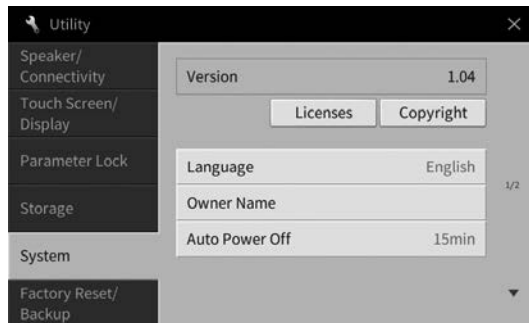 Utility
Speaker/
Connectivity
Touch Screen/
Display
Parameter Lock
Storage
System
Factory Reset/
Backup
Version 1.04
Licenses Copyright
Language English
Owner Name
Auto Power Off 15min
1/2